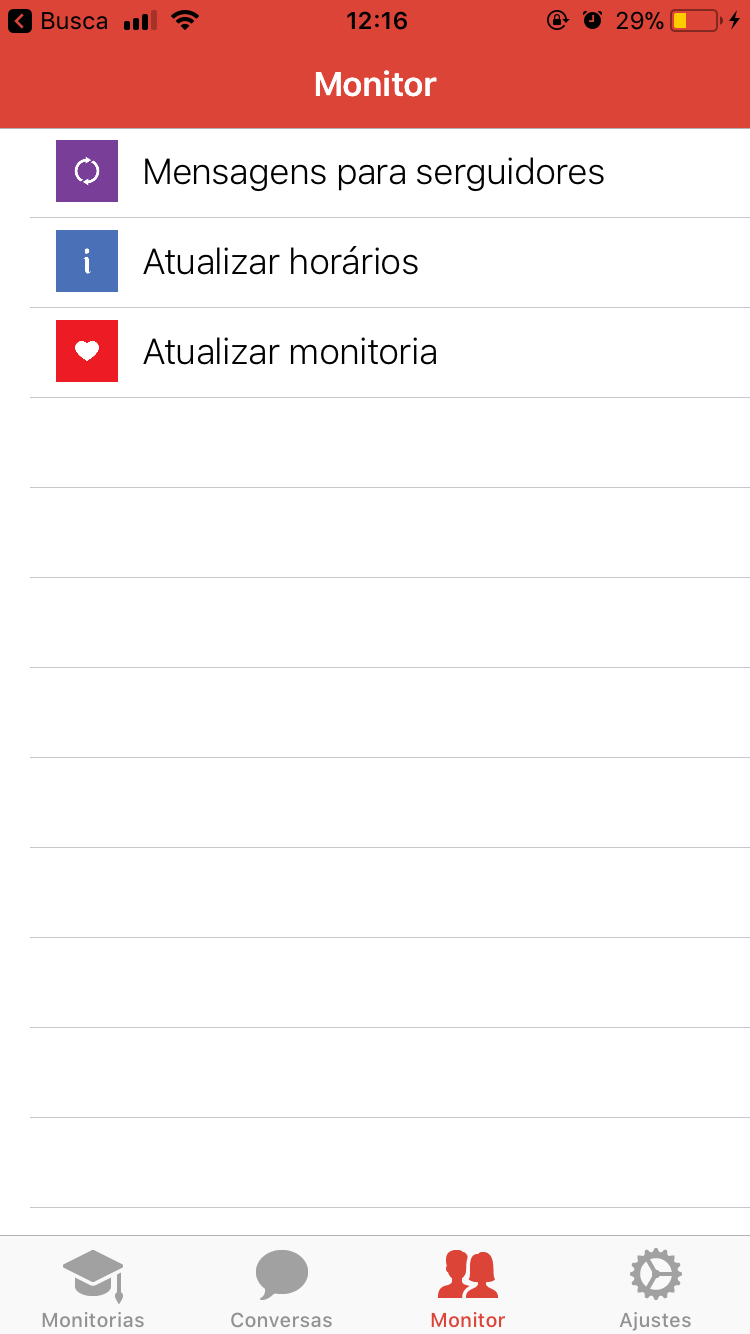 Busca 12:16 29%
Monitor
Mensagens para serguidores
Atualizar horários
Atualizar monitoria
Monitorias Conversas Monitor Ajustes